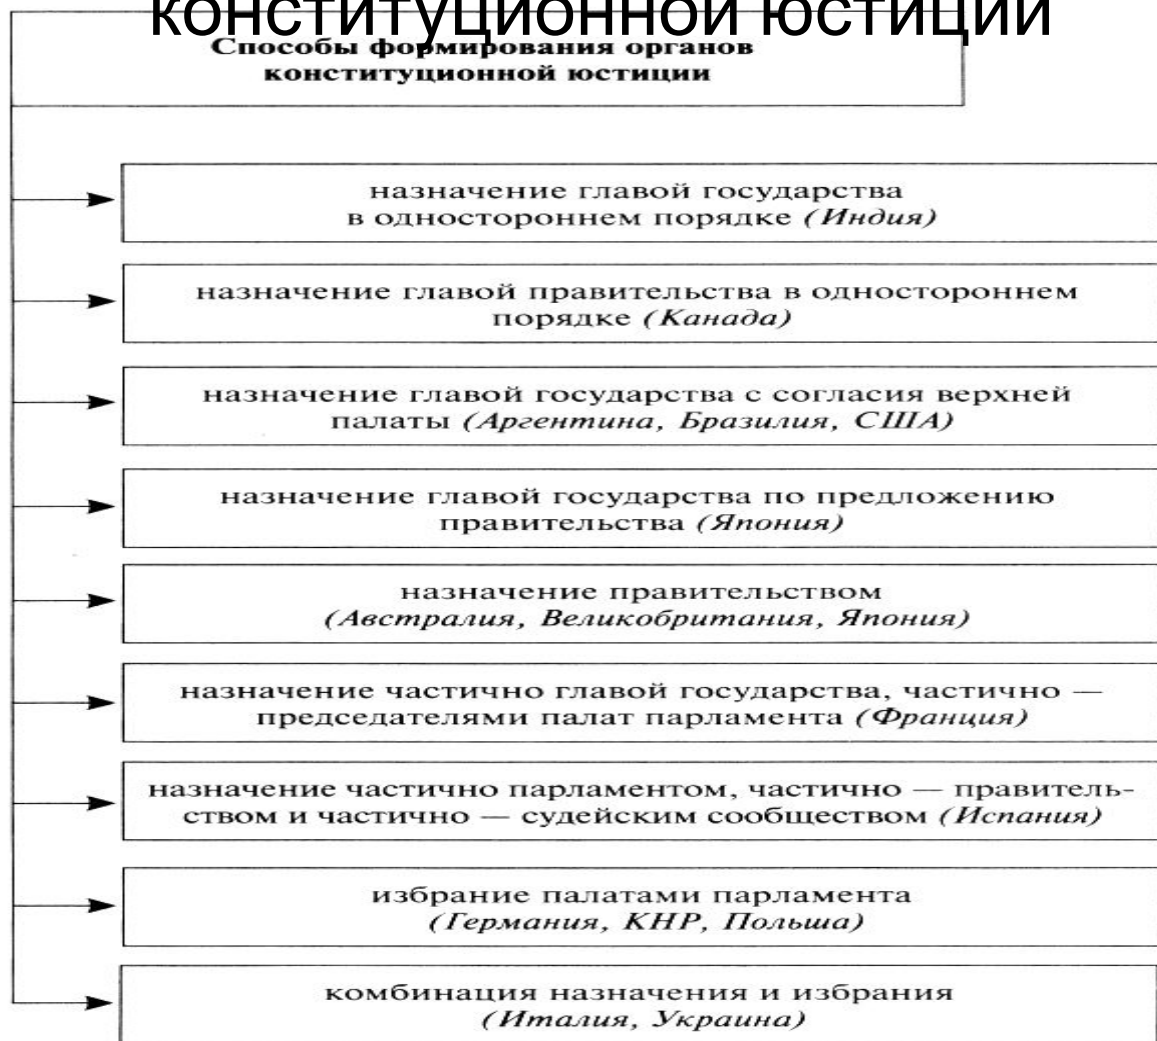 конституционной юстиции
Способы формирования органов
конституционной юстиции
назначение главой государства
в одностороннем порядке (Индия)
назначение главой правительства в одностороннем
порядке (Канада)
назначение главой государства с согласия верхней
палаты (Аргентина, Бразилия, США)
назначение главой государства по предложению
правительства (Япония)
назначение правительством
(Австралия, Великобритания, Япония)
назначение частично главой государства, частично —
председателями палат парламента (Франция)
назначение частично парламентом, частично — правитель-
ством и частично — судейским сообществом (Испания)
избрание палатами парламента
(Германия, КНР, Польша)
комбинация назначения и избрания
(Италия, Украина)